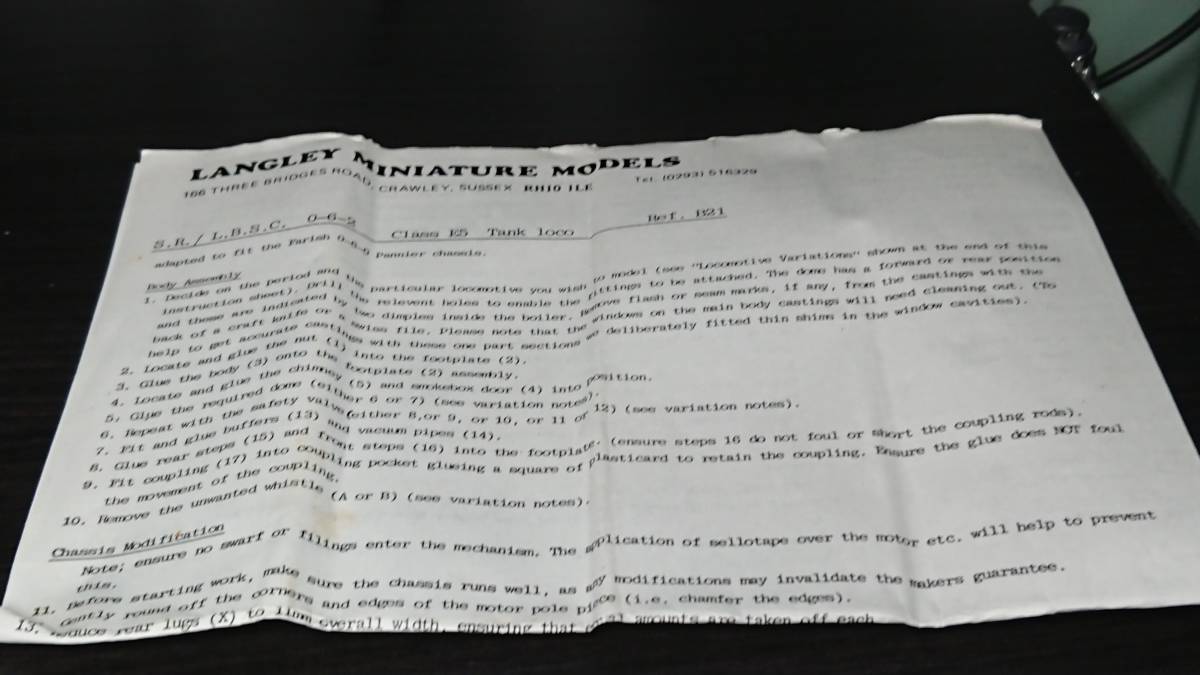 LANGLEY MINIATURE MODELS
166 THREE BRIDGES ROAD, CRAWLEY, SUSSEX RH10 1LE Tel. (0293) 516329
S.R./ L.B.S.C. 0-6-2 Class E5 Tank loco Ref. B21
adapted to fit the Farish 0-6-0 Pannier chassis.
Body Assembly
1. Decide on the period and the particular locomotive you wish to model (see "Locomotive Variations" shown at the end of this
instruction sheet). Drill the relevent holes to enable the fittings to be attached. The dome has a forward or rear position
and these are indicated by two dimples inside the boiler. Remove flash or seam marks, if any, from the castings with the
back of a craft knife or a swiss file. Please note that the windows on the main body castings will need cleaning out. (To
help to get accurate castings with these one part sections we deliberately fitted thin shims in the window cavities).
2. Locate and glue the nut (1) into the footplate (2).
3. Glue the body (3) onto the footplate (2) assembly.
4. Locate and glue the chimney (5) and smokebox door (4) into position.
5. Glue the required dome (either 6 or 7) (see variation notes).
6. Repeat with the safety valve (either 8, or 9, or 10, or 11 or 12) (see variation notes).
7. Fit and glue buffers (13) and vacuum pipes (14).
8. Glue rear steps (15) and front steps (16) into the footplate. (ensure steps 16 do not foul or short the coupling rods).
9. Fit coupling (17) into coupling pocket glueing a square of plasticard to retain the coupling. Ensure the glue does NOT foul
the movement of the coupling.
10. Remove the unwanted whistle (A or B) (see variation notes).
Chassis Modification
Note; ensure no swarf or filings enter the mechanism. The application of sellotape over the motor etc. will help to prevent
this.
11. Before starting work, make sure the chassis runs well, as any modifications may invalidate the makers guarantee.
Gently round off the corners and edges of the motor pole piece (i.e. chamfer the edges).
13. Reduce rear lugs (X) to 11mm overall width, ensuring that equal amounts are taken off each